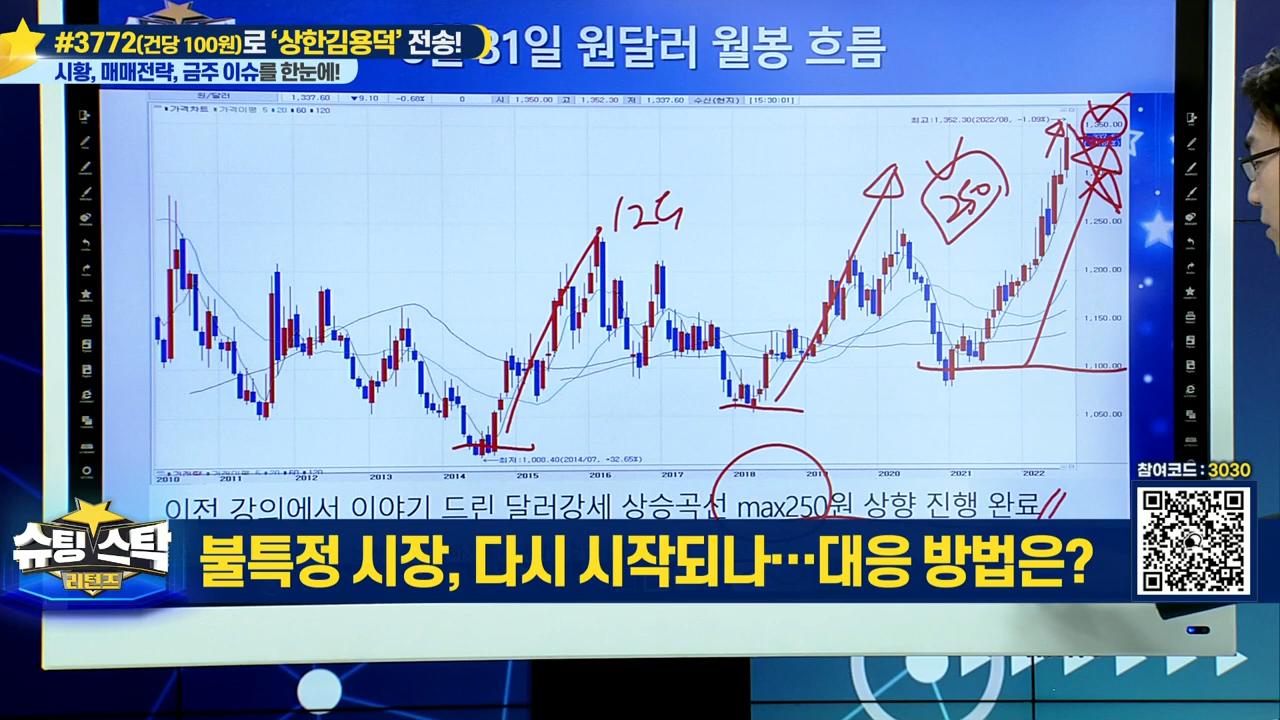 #3772(건당 100원)로 ‘상한김용덕’ 전송!
시황, 매매전략, 금주 이슈를 한눈에!
31일 원달러 월봉 흐름
원/달러 1,337.60 ▼9.10 -0.68% 0 시 1,350.00 고 1,352.30 저 1,337.60 [15:30:01]
가격차트 가격이평 5 20 60 120
최고:1,352.30(2022/08, -1.09%)→
1,350.00
1,250.00
1,200.00
1,150.00
1,100.00
1,050.00
250
←최저:1,008.40(2014/07, +32.65%)
2010 2011 2012 2013 2014 2015 2016 2017 2018 2019 2020 2021 2022
이전 강의에서 이야기 드린 달러강세 상승곡선 max250원 상향 진행 완료
참여코드 : 3030
슈팅스탁
리턴즈
불특정 시장, 다시 시작되나…대응 방법은?